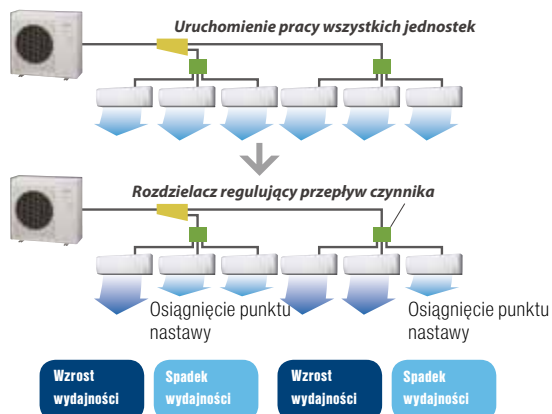 Uruchomienie pracy wszystkich jednostek
Rozdzielacz regulujący przepływ czynnika
Osiągnięcie punktu
nastawy
Osiągnięcie punktu
nastawy
Wzrost
wydajności
Spadek
wydajności
Wzrost
wydajności
Spadek
wydajności